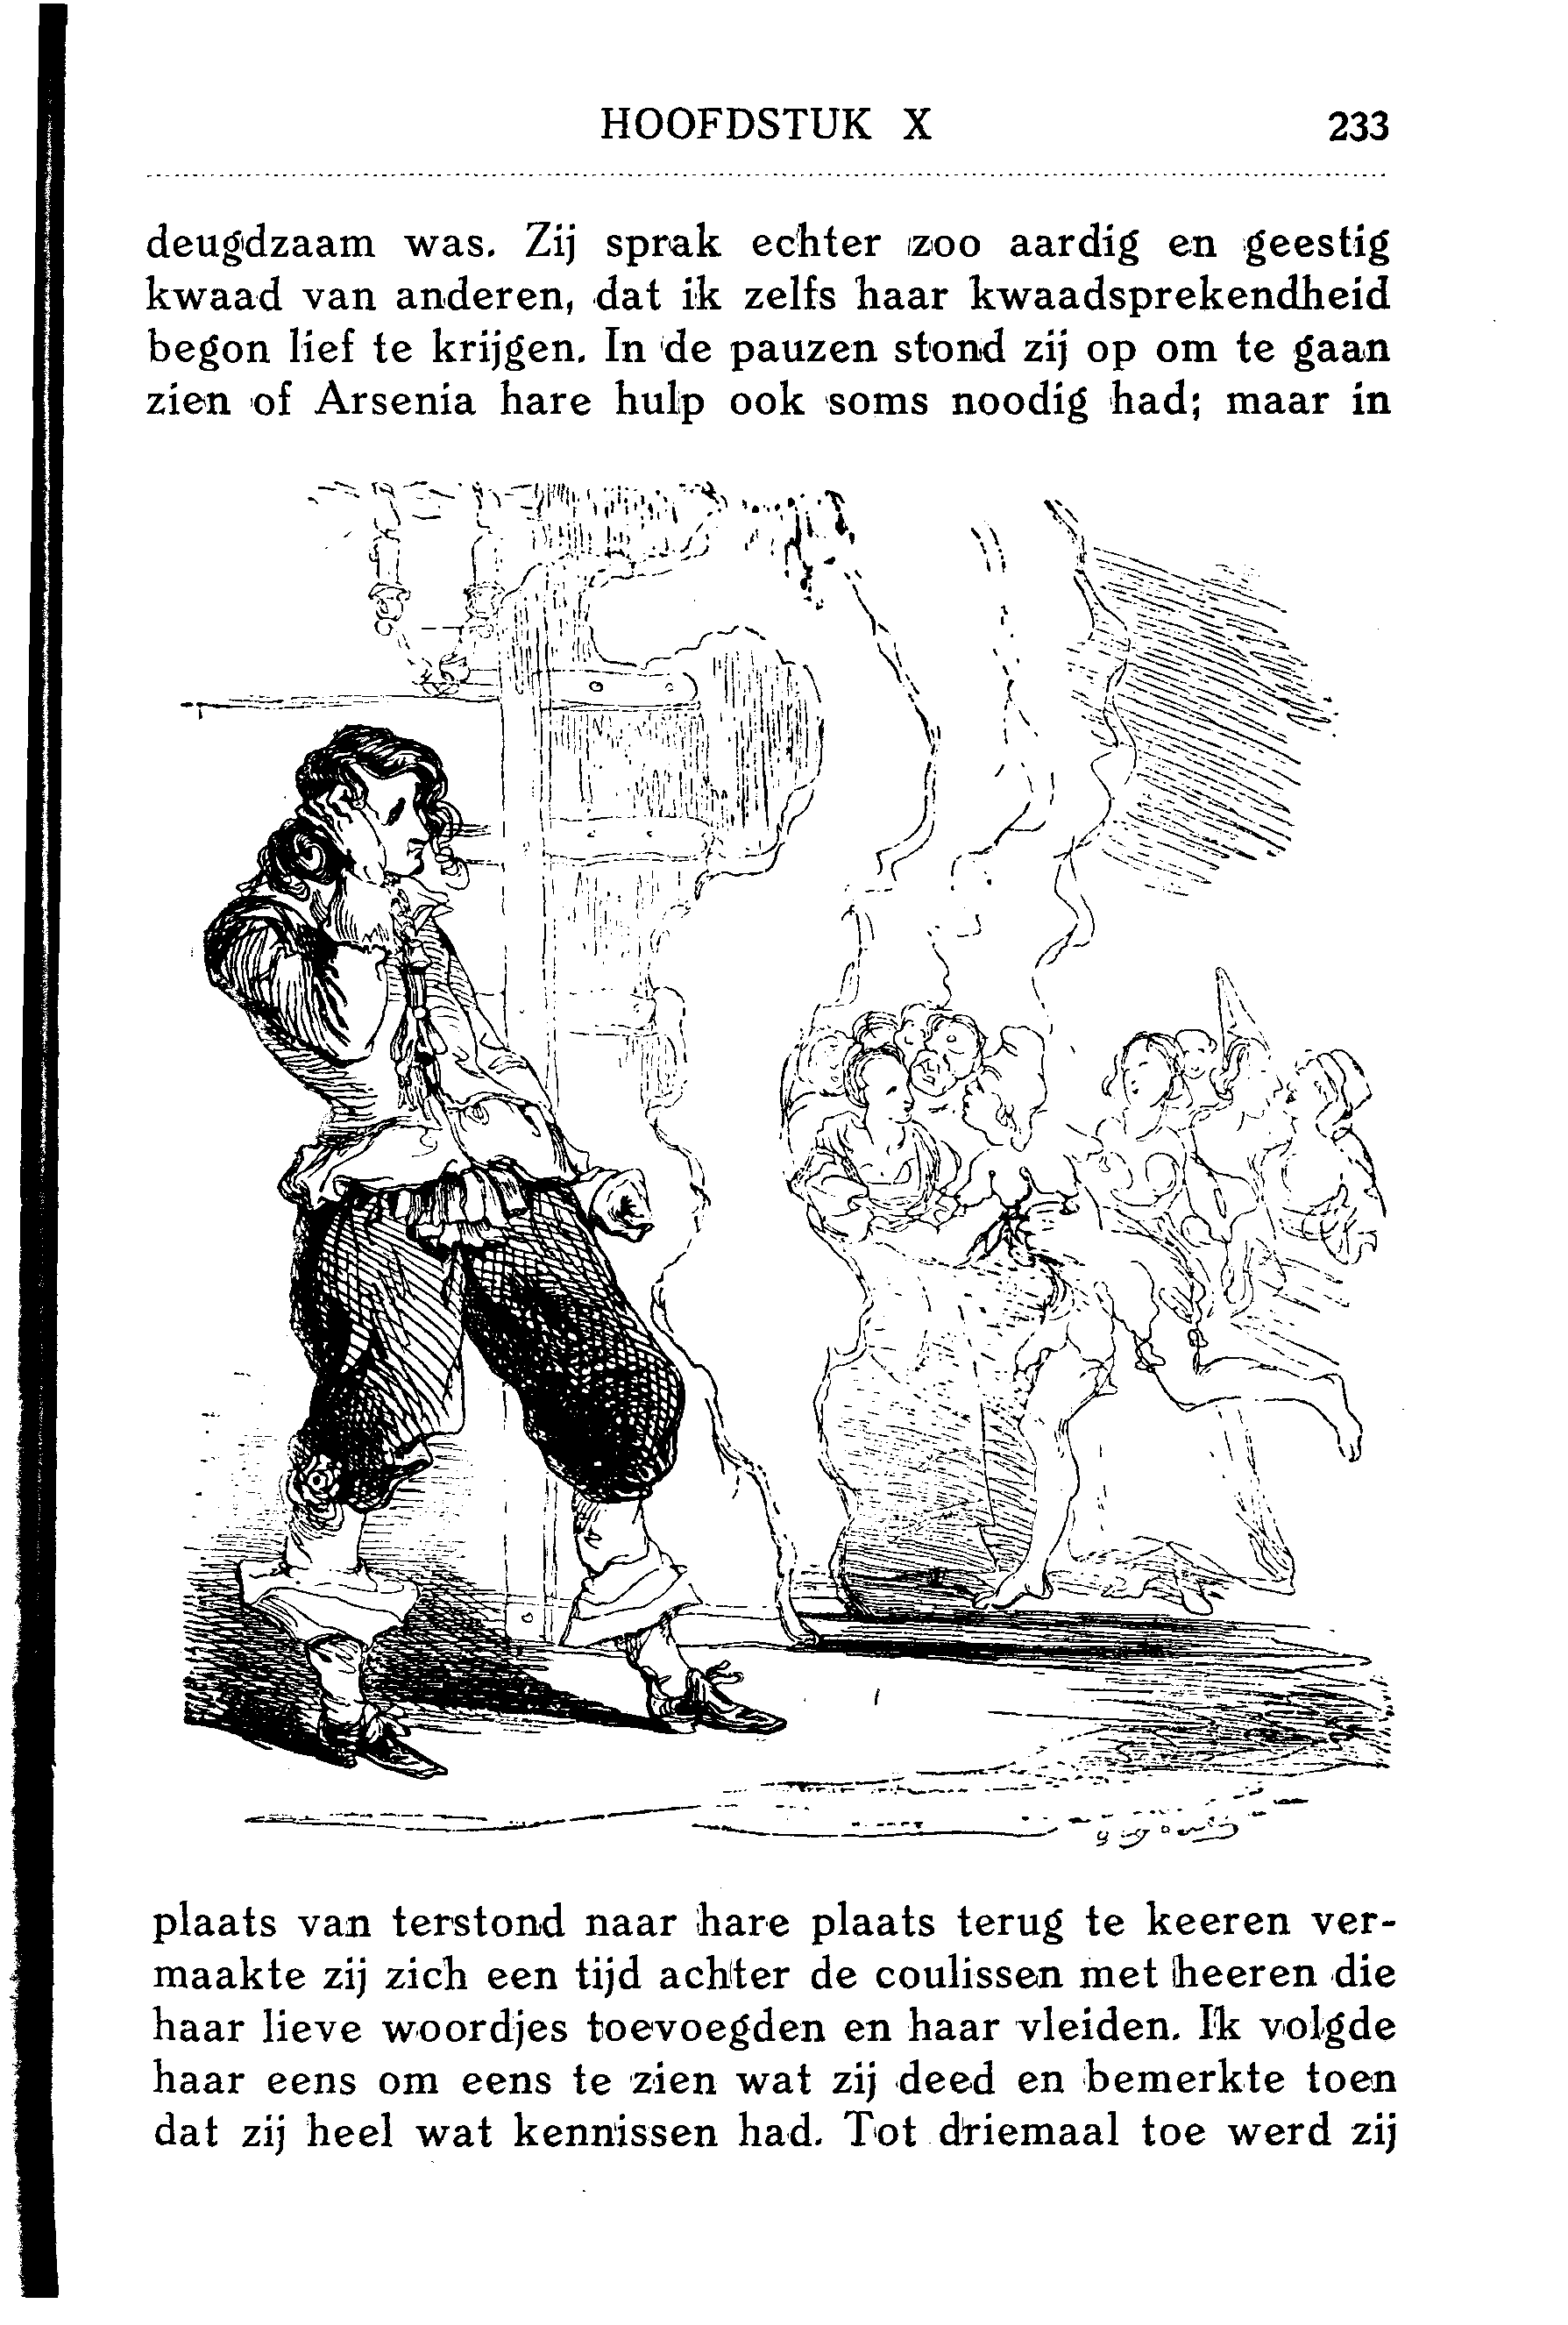 HOOFDSTUK X 233
deugdzaam was. Zij sprak echter zoo aardig en geestig
kwaad van anderen, dat ik zelfs haar kwaadsprekendheid
begon lief te krijgen. In de pauzen stond zij op om te gaan
zien of Arsenia hare hulp ook soms noodig had; maar in
plaats van terstond naar hare plaats terug te keeren ver-
maakte zij zich een tijd achter de coulissen met heeren die
haar lieve woordjes toevoegden en haar vleiden. Ik volgde
haar eens om eens te zien wat zij deed en bemerkte toen
dat zij heel wat kennissen had. Tot driemaal toe werd zij